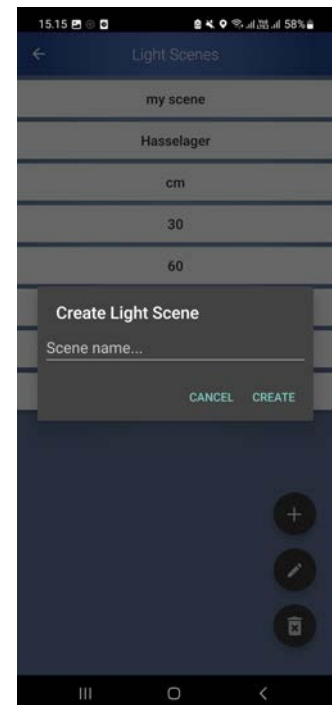 15.15 58%
Light Scenes
my scene
Hasselager
cm
30
60
Create Light Scene
Scene name...
CANCEL CREATE